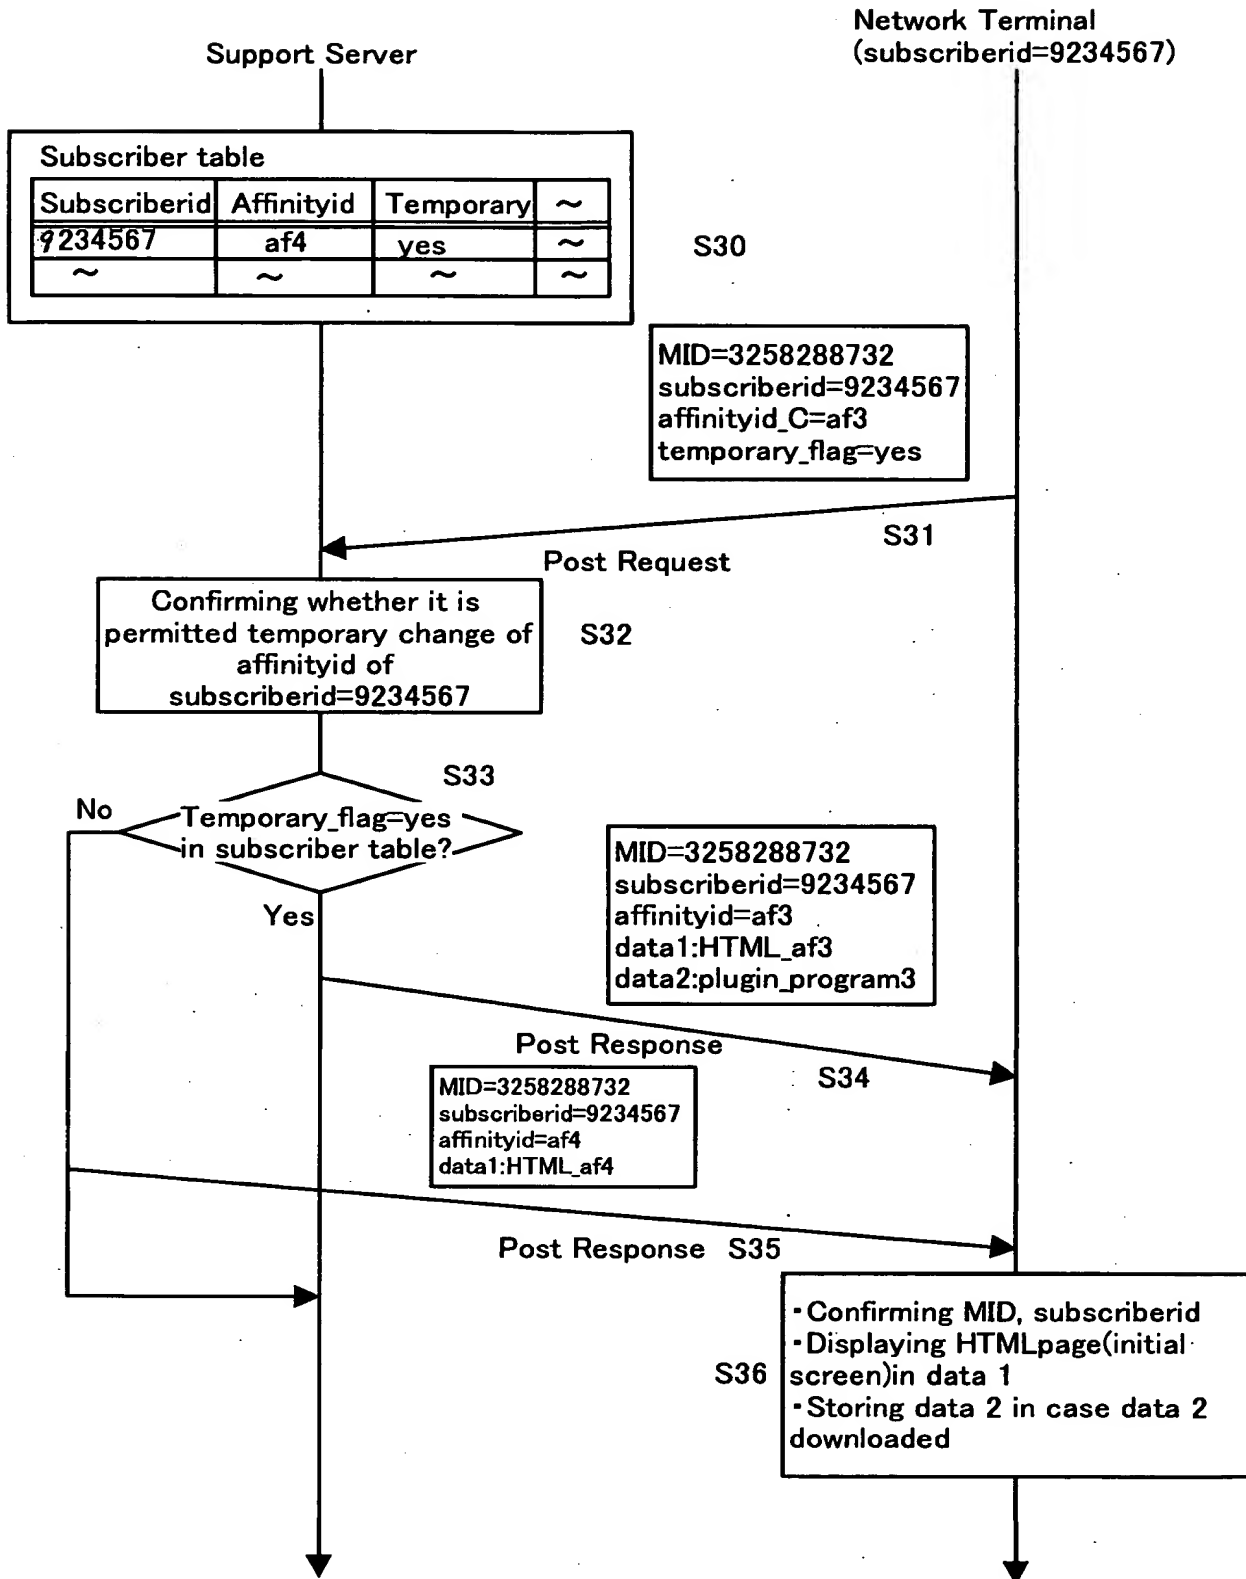 Network Terminal
(subscriberid=9234567)
Support Server
Subscriber table
Subscriberid Affinityid Temporary ~
9234567 af4 yes ~
~ ~ ~ ~
S30
MID=3258288732
subscriberid=9234567
affinityid_C=af3
temporary_flag=yes
S31
Post Request
Confirming whether it is
permitted temporary change of
affinityid of
subscriberid=9234567
S32
S33
No
Temporary_flag=yes
in subscriber table?
Yes
MID=3258288732
subscriberid=9234567
affinityid=af3
data1:HTML_af3
data2:plugin_program3
Post Response
S34
MID=3258288732
subscriberid=9234567
affinityid=af4
data1:HTML_af4
Post Response S35
S36
・Confirming MID, subscriberid
・Displaying HTMLpage(initial
screen)in data 1
・Storing data 2 in case data 2
downloaded